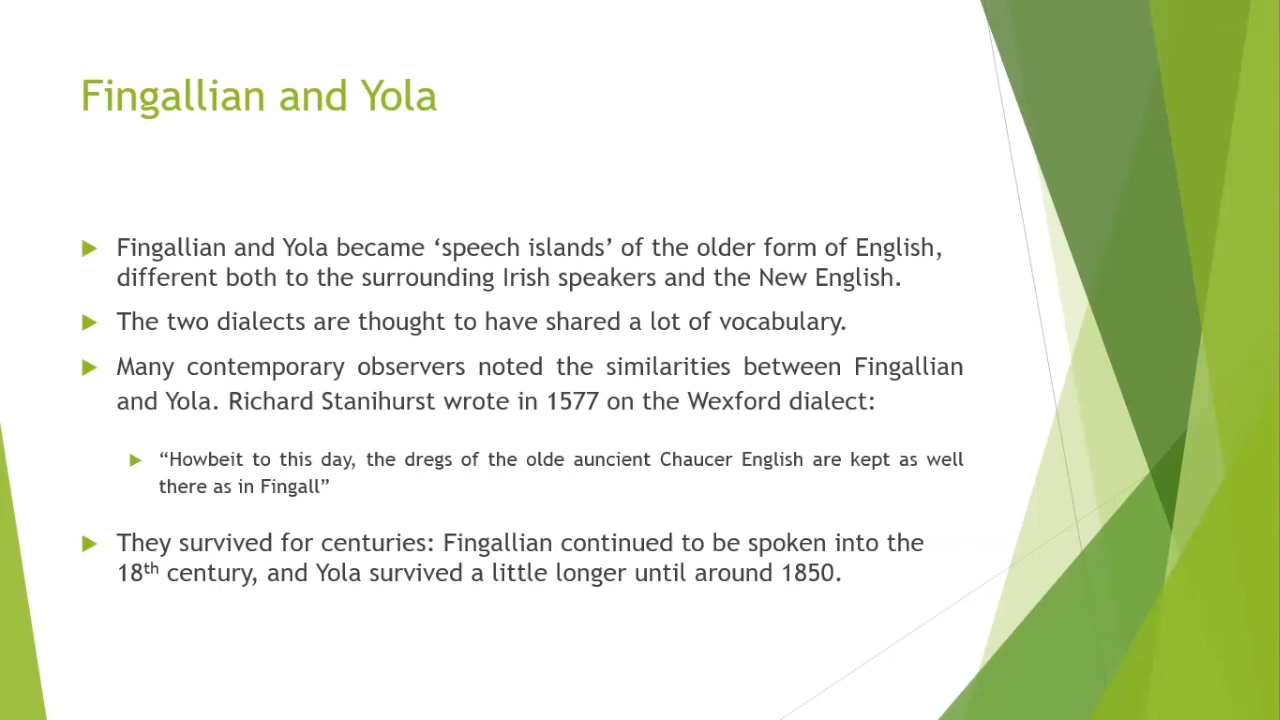 Fingallian and Yola
Fingallian and Yola became ‘speech islands’ of the older form of English,
different both to the surrounding Irish speakers and the New English.
The two dialects are thought to have shared a lot of vocabulary.
Many contemporary observers noted the similarities between Fingallian
and Yola. Richard Stanihurst wrote in 1577 on the Wexford dialect:
“Howbeit to this day, the dregs of the olde auncient Chaucer English are kept as well
there as in Fingall”
They survived for centuries: Fingallian continued to be spoken into the
18th century, and Yola survived a little longer until around 1850.